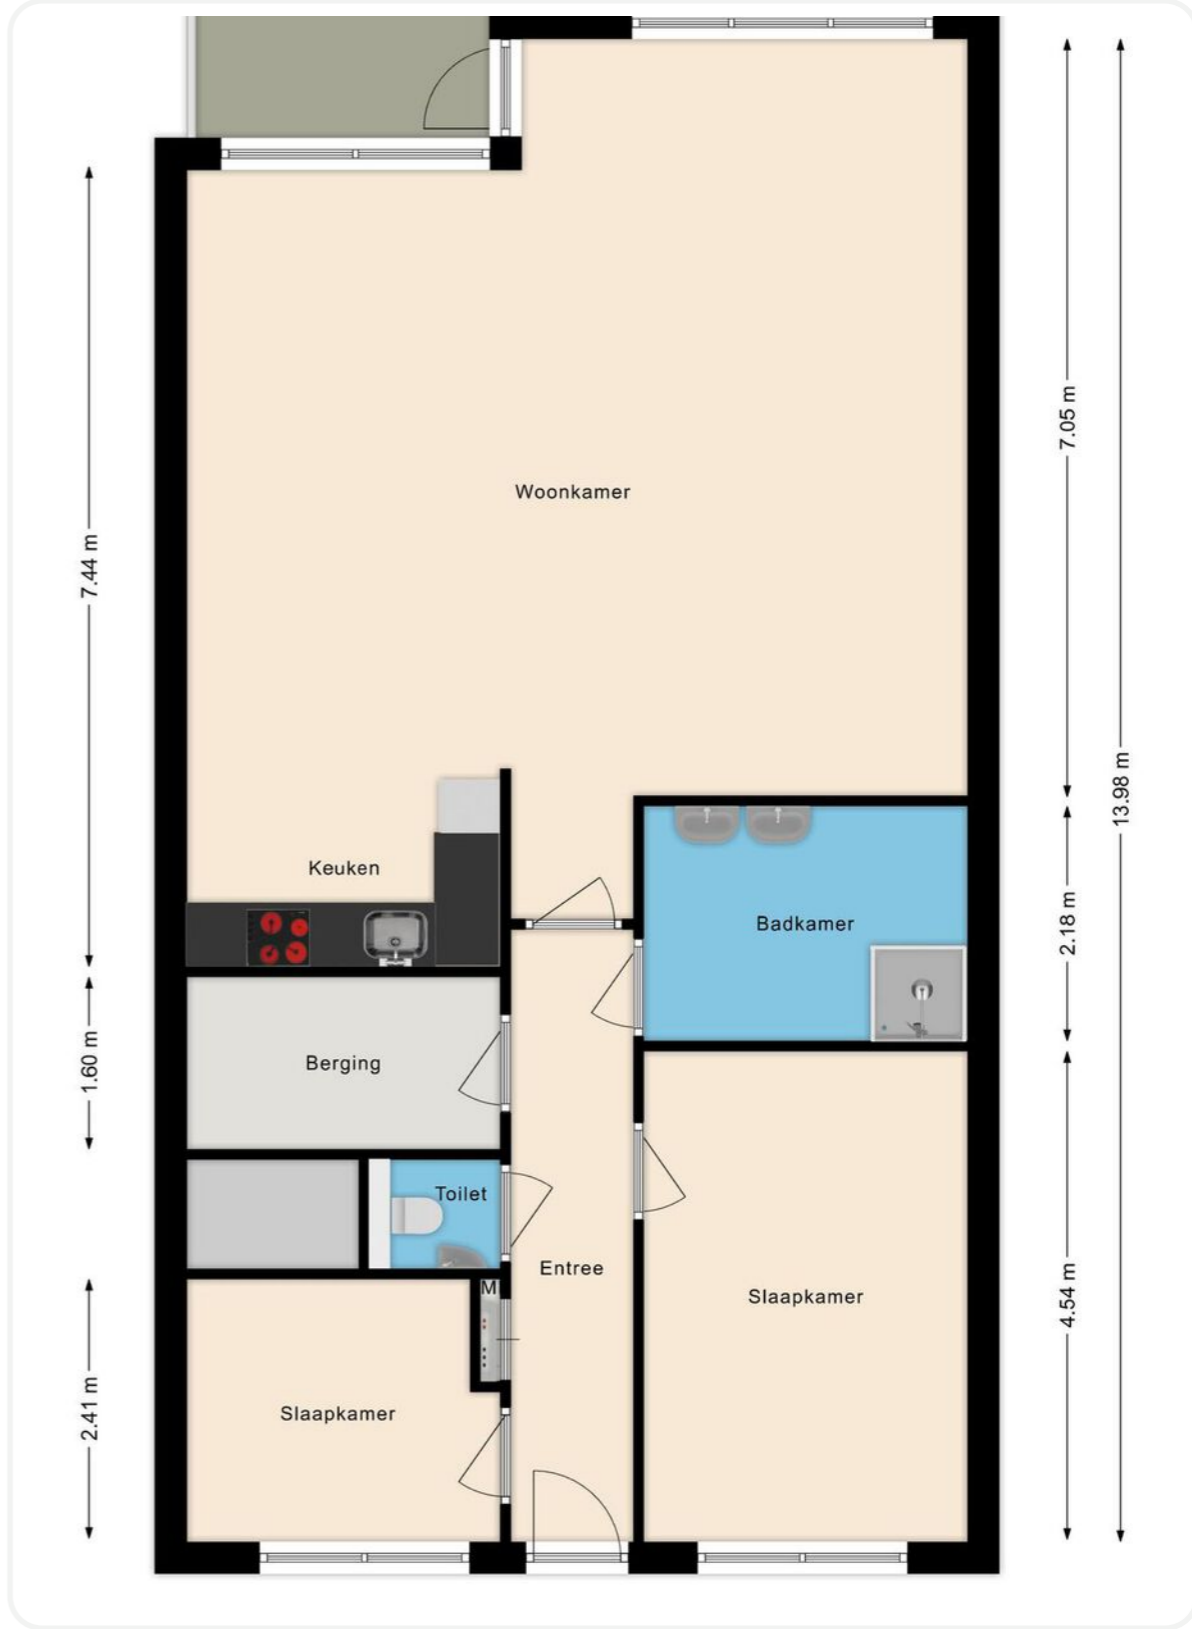 7.05 m
Woonkamer
7.44 m
13.98 m
Keuken
Badkamer
2.18 m
Berging
1.60 m
Toilet
Entree
M
Slaapkamer
4.54 m
Slaapkamer
2.41 m